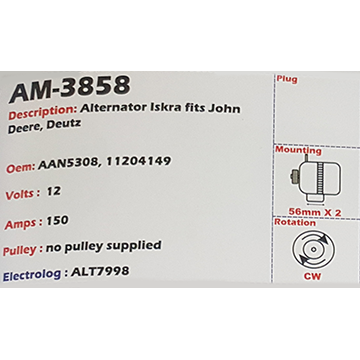 AM-3858
Description: Alternator Iskra fits John
Deere, Deutz
Oem: AAN5308, 11204149
Volts : 12
Amps : 150
Pulley : no pulley supplied
Electrolog : ALT7998
Plug
Mounting
56mm X 2
Rotation
CW